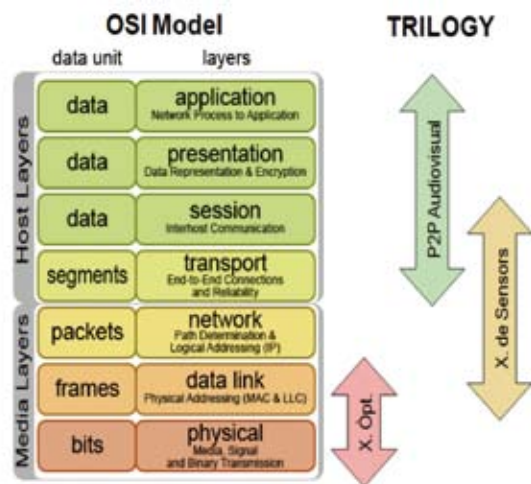 OSI Model
TRILOGY
data unit
layers
Host Layers
data
application
Network Process to Application
data
presentation
Data Representation & Encryption
data
session
Interhost Communication
segments
transport
End-to-End Connections
and Reliability
Media Layers
packets
network
Path Determination &
Logical Addressing (IP)
frames
data link
Physical Addressing (MAC & LLC)
bits
physical
Media, Signal
and Binary Transmission
P2P Audiovisual
X. de Sensors
X. Òpt.